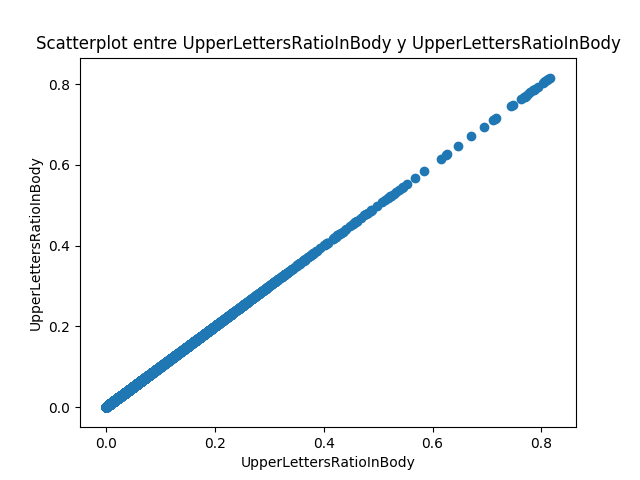 Scatterplot entre UpperLettersRatioInBody y UpperLettersRatioInBody
UpperLettersRatioInBody
0.8
0.6
0.4
0.2
0.0
0.0 0.2 0.4 0.6 0.8
UpperLettersRatioInBody